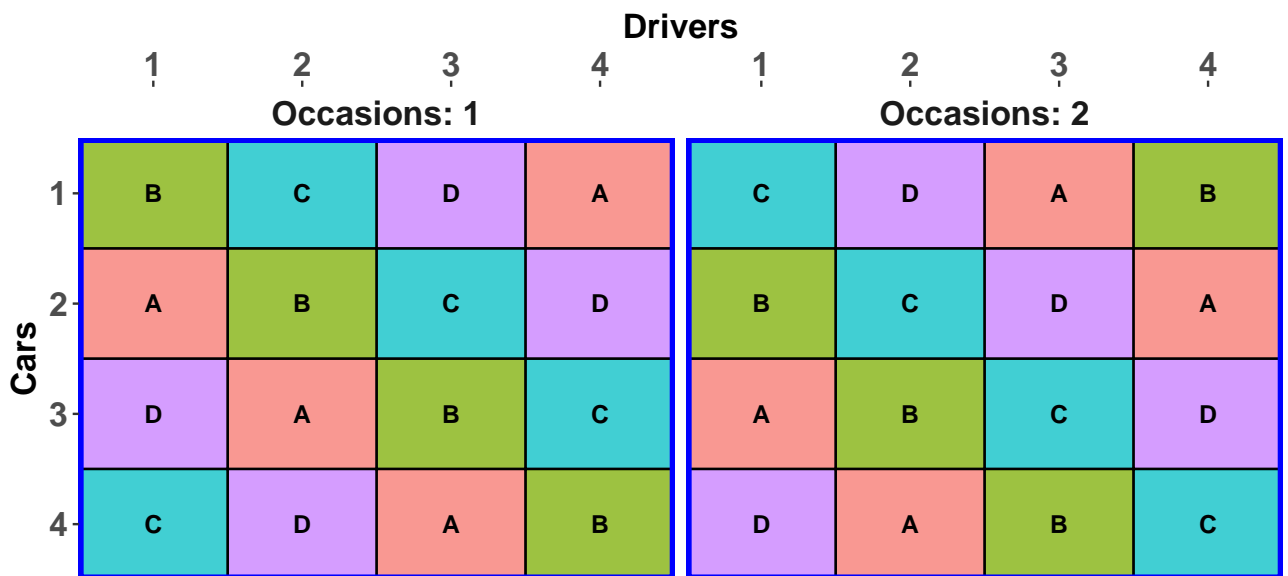 Drivers
1 2 3 4 1 2 3 4
Occasions: 1 Occasions: 2
Cars
1 B C D A C D A B
2 A B C D B C D A
3 D A B C A B C D
4 C D A B D A B C